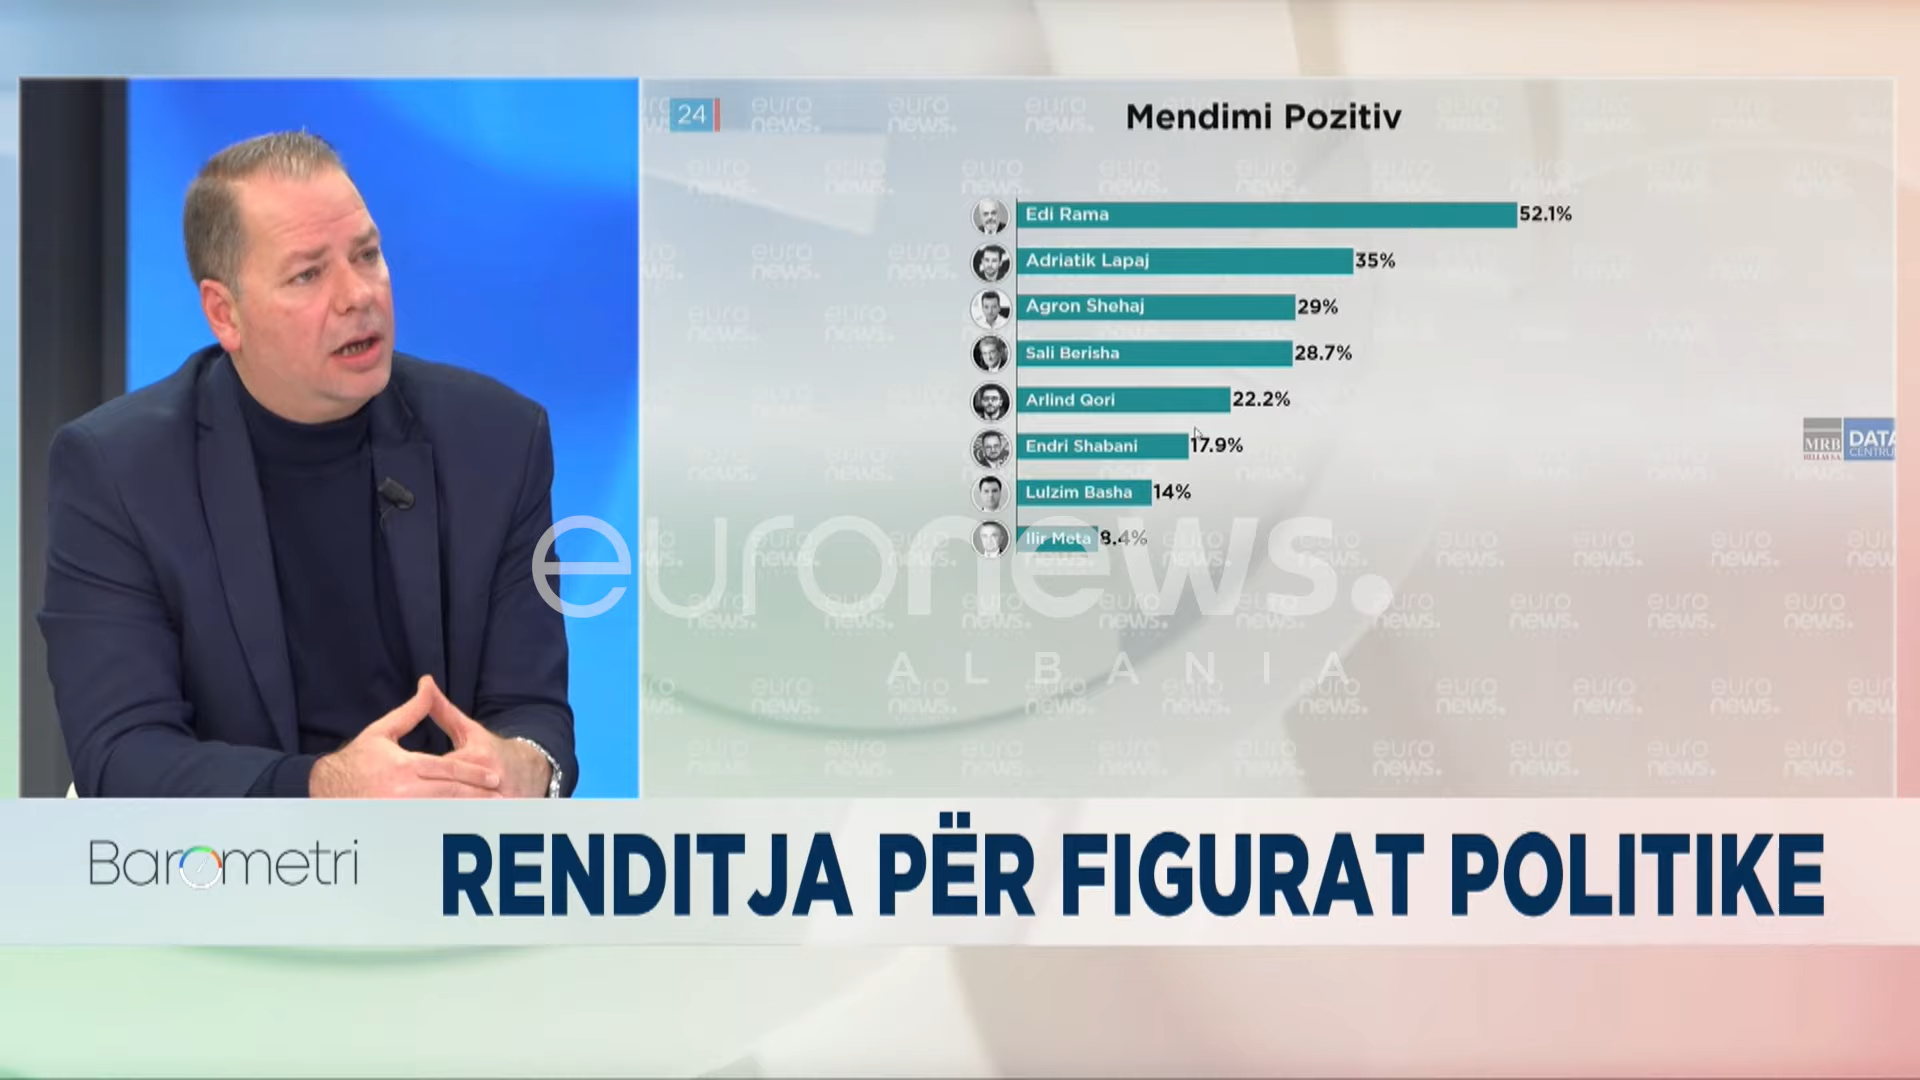 24
Mendimi Pozitiv
Edi Rama 52.1%
Adriatik Lapaj 35%
Agron Shehaj 29%
Sali Berisha 28.7%
Arlind Qori 22.2%
Endri Shabani 17.9%
Lulzim Basha 14%
Ilir Meta 8.4%
MRB
HELLAS S.A.
DATA
CENTRU
euronews.
ALBANIA
Barometri
RENDITJA PËR FIGURAT POLITIKE